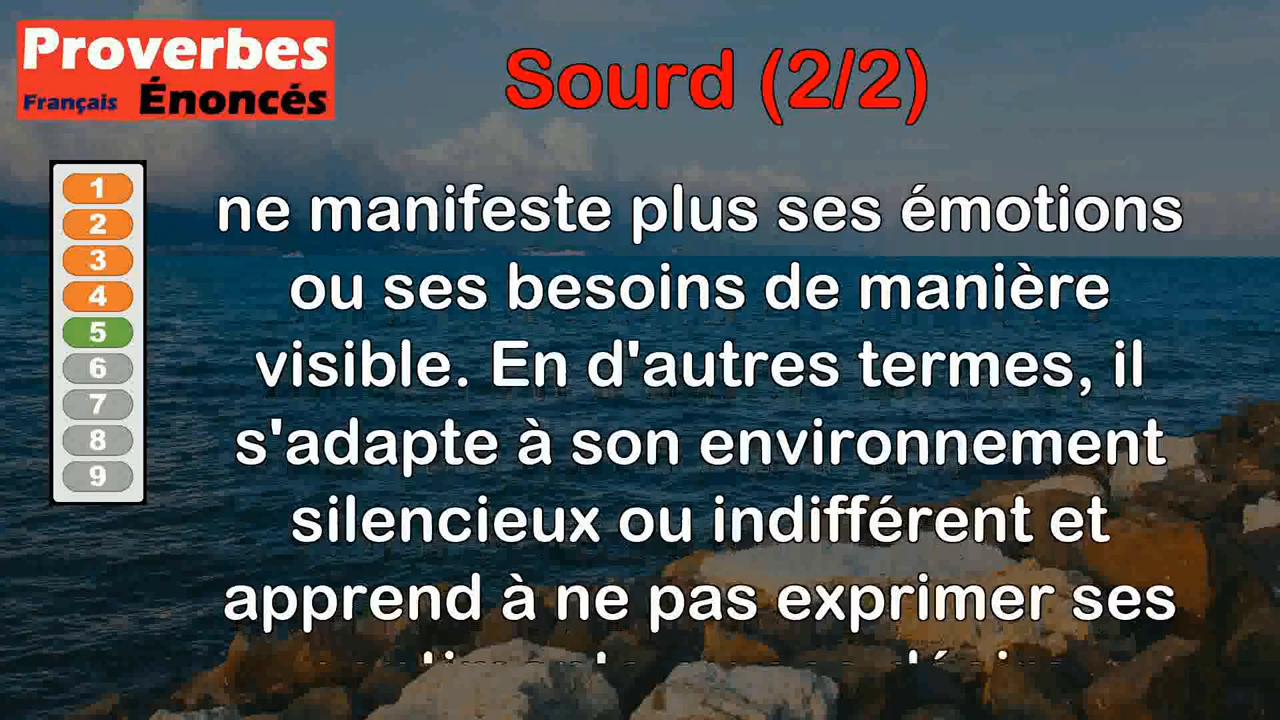 Proverbes
Français Énoncés
Sourd (2/2)
1
2
3
4
5
6
7
8
9
ne manifeste plus ses émotions
ou ses besoins de manière
visible. En d'autres termes, il
s'adapte à son environnement
silencieux ou indifférent et
apprend à ne pas exprimer ses